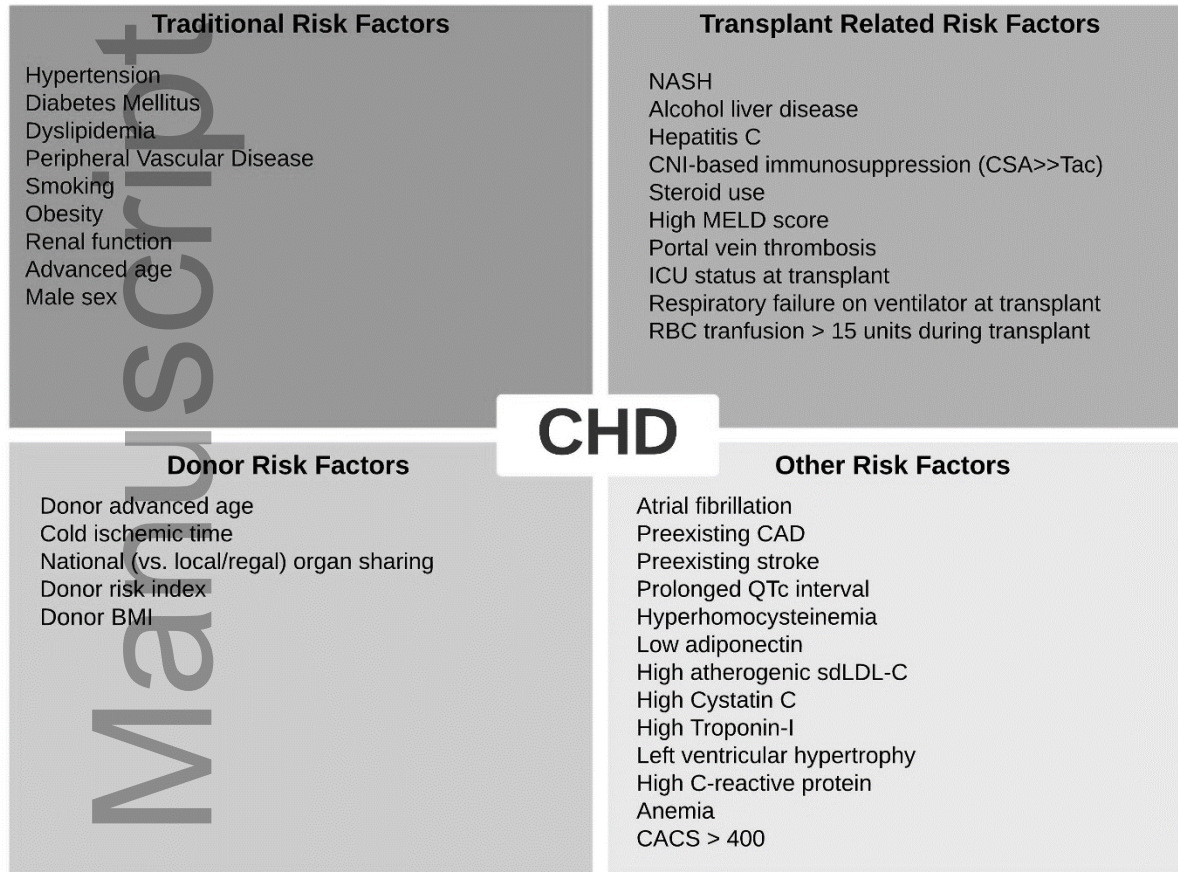 Traditional Risk Factors
Hypertension
Diabetes Mellitus
Dyslipidemia
Peripheral Vascular Disease
Smoking
Obesity
Renal function
Advanced age
Male sex
Transplant Related Risk Factors
NASH
Alcohol liver disease
Hepatitis C
CNI-based immunosuppression (CSA>>Tac)
Steroid use
High MELD score
Portal vein thrombosis
ICU status at transplant
Respiratory failure on ventilator at transplant
RBC tranfusion > 15 units during transplant
CHD
Donor Risk Factors
Donor advanced age
Cold ischemic time
National (vs. local/regal) organ sharing
Donor risk index
Donor BMI
Other Risk Factors
Atrial fibrillation
Preexisting CAD
Preexisting stroke
Prolonged QTc interval
Hyperhomocysteinemia
Low adiponectin
High atherogenic sdLDL-C
High Cystatin C
High Troponin-I
Left ventricular hypertrophy
High C-reactive protein
Anemia
CACS > 400
Manuscript